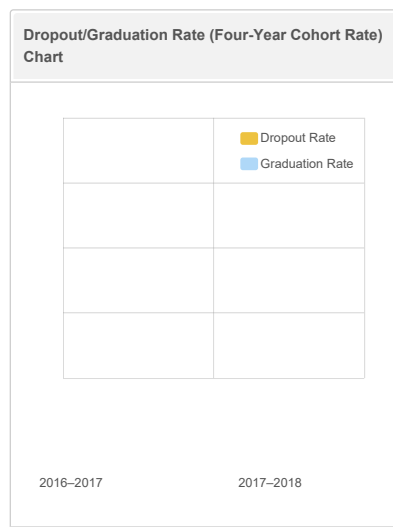 Dropout/Graduation Rate (Four-Year Cohort Rate)
Chart
Dropout Rate
Graduation Rate
2016–2017
2017–2018